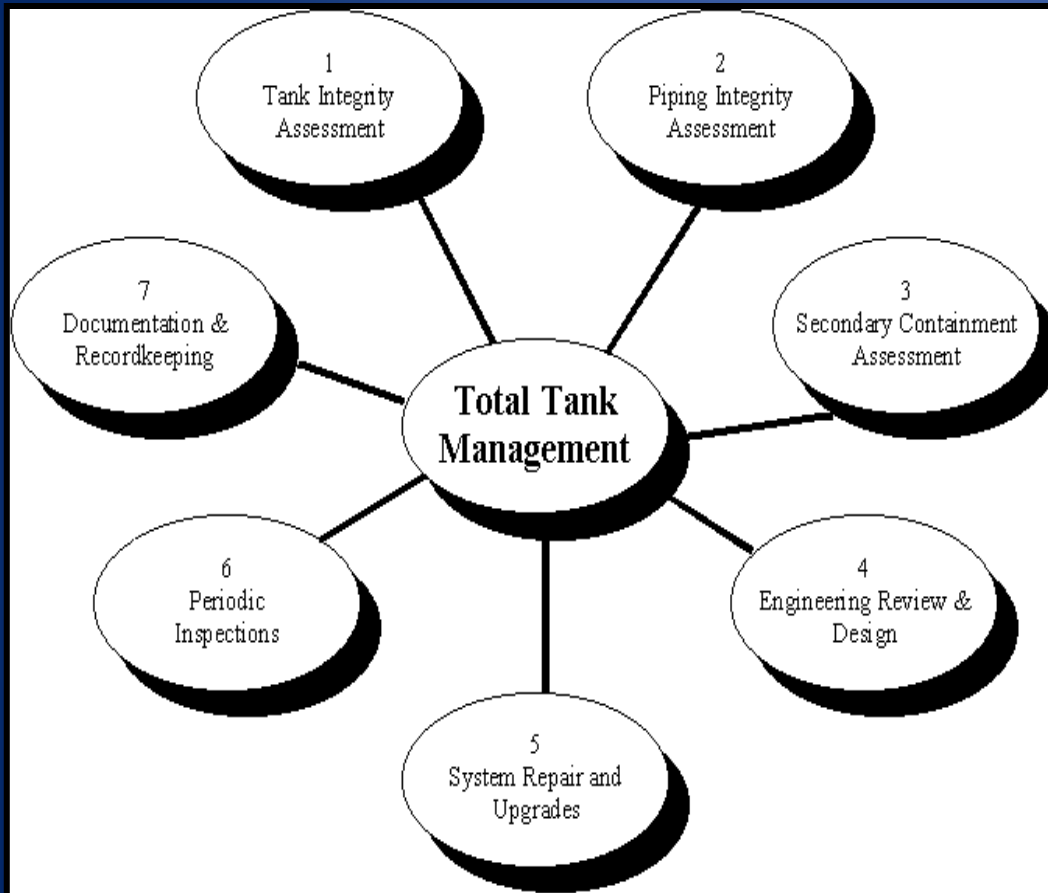 1
Tank Integrity
Assessment
2
Piping Integrity
Assessment
7
Documentation &
Recordkeeping
3
Secondary Containment
Assessment
Total Tank
Management
6
Periodic
Inspections
4
Engineering Review &
Design
5
System Repair and
Upgrades